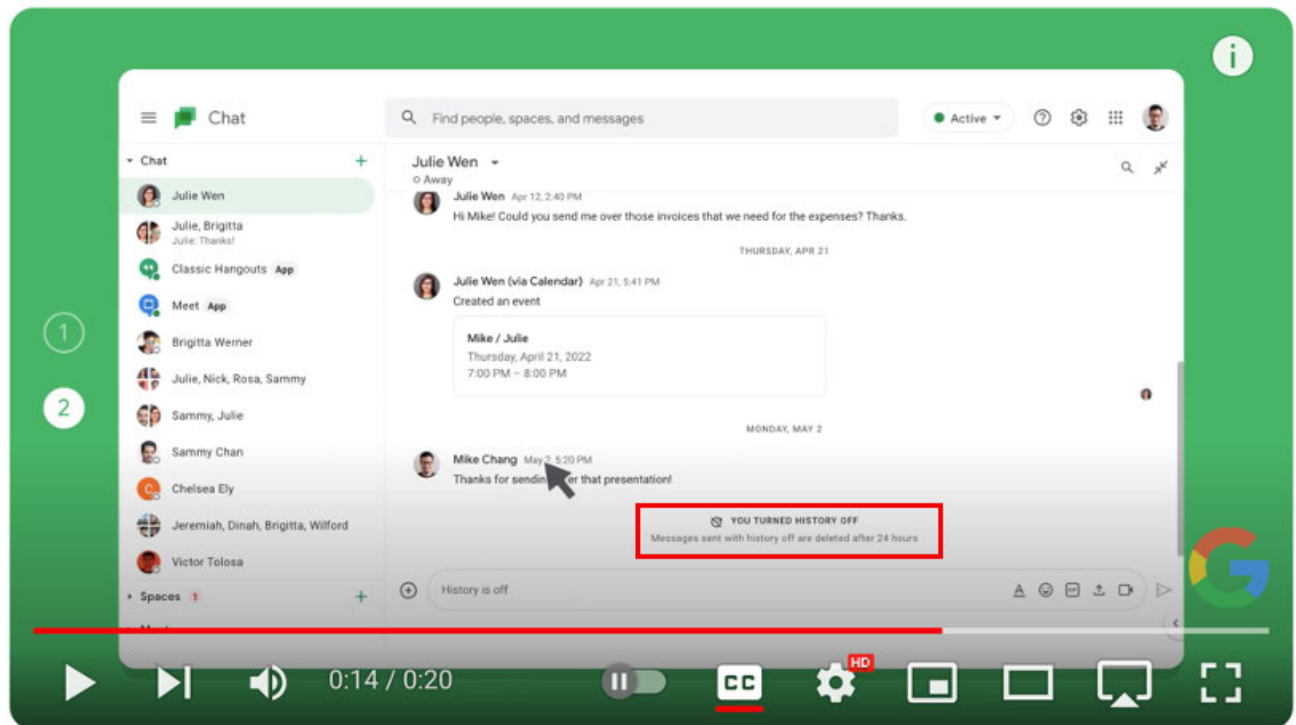 i
Chat
Find people, spaces, and messages
Active
Chat
Julie Wen
Julie, Brigitta
Julie: Thanks!
Classic Hangouts App
Meet App
Brigitta Werner
Julie, Nick, Rosa, Sammy
Sammy, Julie
Sammy Chan
C
Chelsea Ely
Jeremiah, Dinah, Brigitta, Wilford
Victor Tolosa
Spaces 1
1
2
Julie Wen
Away
Julie Wen Apr 12, 2:40 PM
Hi Mike! Could you send me over those invoices that we need for the expenses? Thanks.
THURSDAY, APR 21
Julie Wen (via Calendar) Apr 21, 5:41 PM
Created an event
Mike / Julie
Thursday, April 21, 2022
7:00 PM – 8:00 PM
MONDAY, MAY 2
Mike Chang May 2, 5:20 PM
Thanks for sending that presentation!
YOU TURNED HISTORY OFF
Messages sent with history off are deleted after 24 hours
History is off
A
GIF
G
0:14 / 0:20
CC
HD